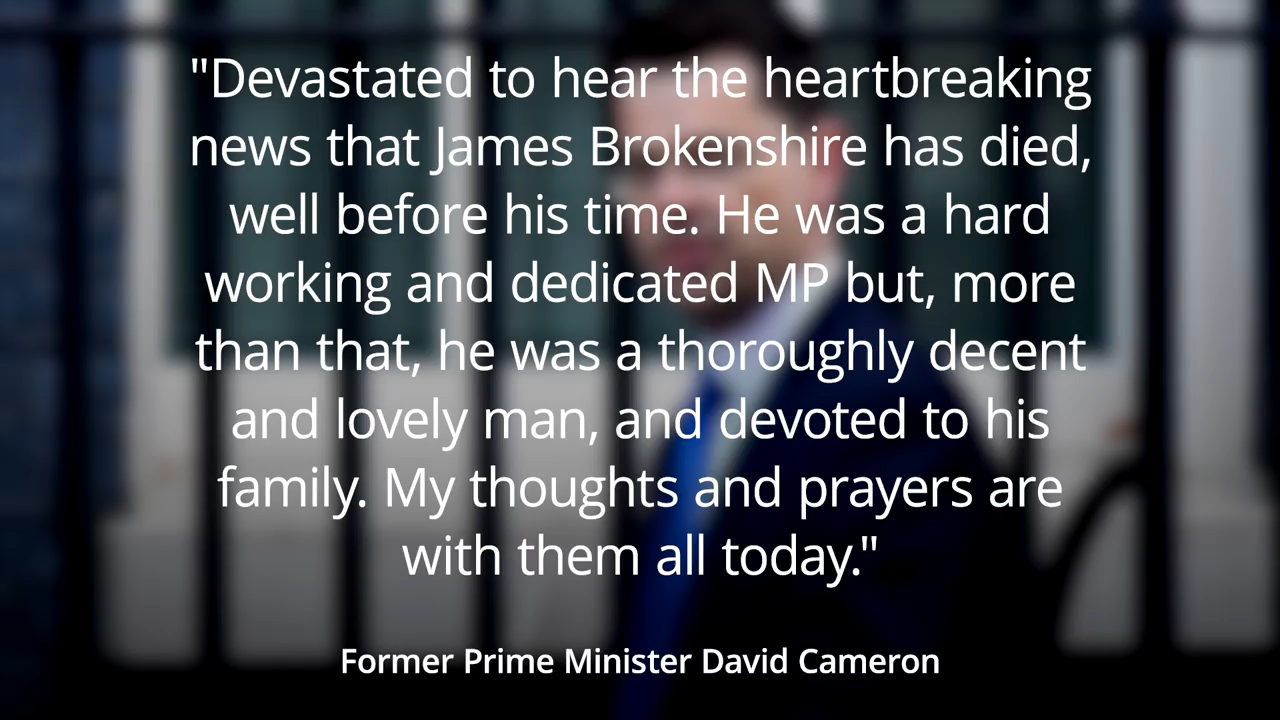 "Devastated to hear the heartbreaking
news that James Brokenshire has died,
well before his time. He was a hard
working and dedicated MP but, more
than that, he was a thoroughly decent
and lovely man, and devoted to his
family. My thoughts and prayers are
with them all today."
Former Prime Minister David Cameron